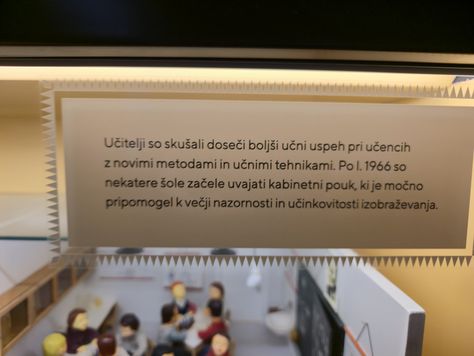 Učitelji so skušali doseči boljši učni uspeh pri učencih
z novimi metodami in učnimi tehnikami. Po l. 1966 so
nekatere šole začele uvajati kabinetni pouk, ki je močno
pripomogel k večji nazornosti in učinkovitosti izobraževanja.